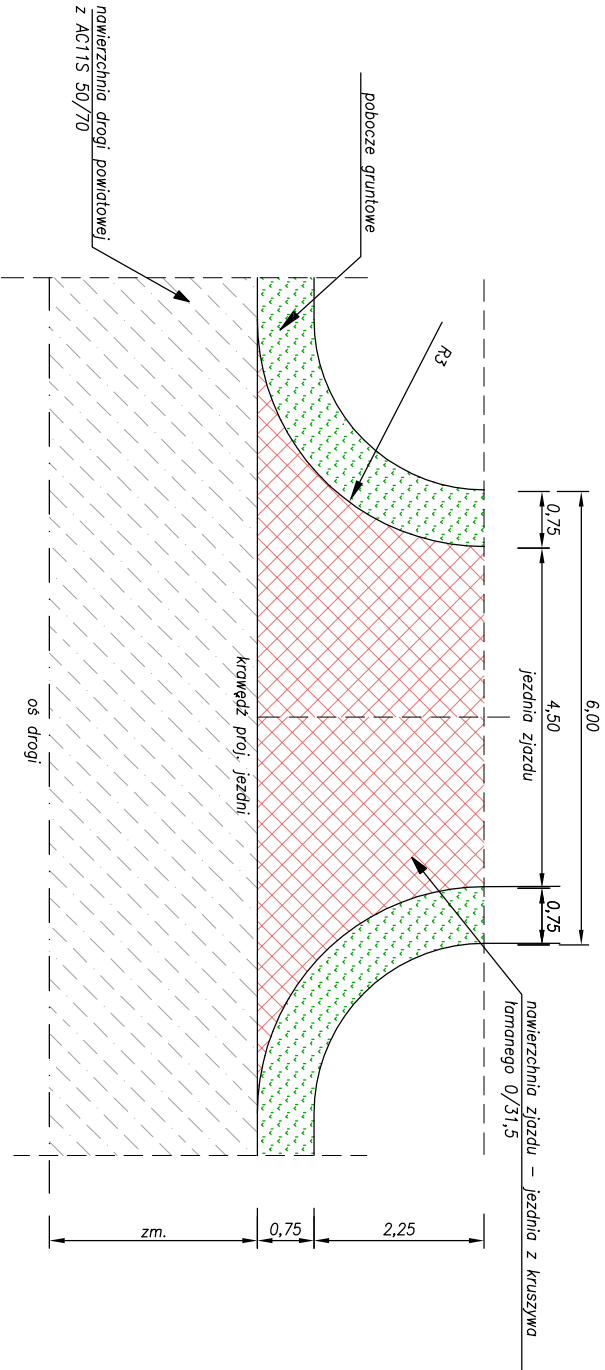 6,00
0,75
4,50
0,75
jezdnia zjazdu
nawierzchnia zjazdu – jezdnia z kruszywa
łamanego 0/31,5
R3
pobocze gruntowe
nawierzchnia drogi powiatowej
z AC11S 50/70
krawędź proj. jezdni
oś drogi
2,25
0,75
zm.